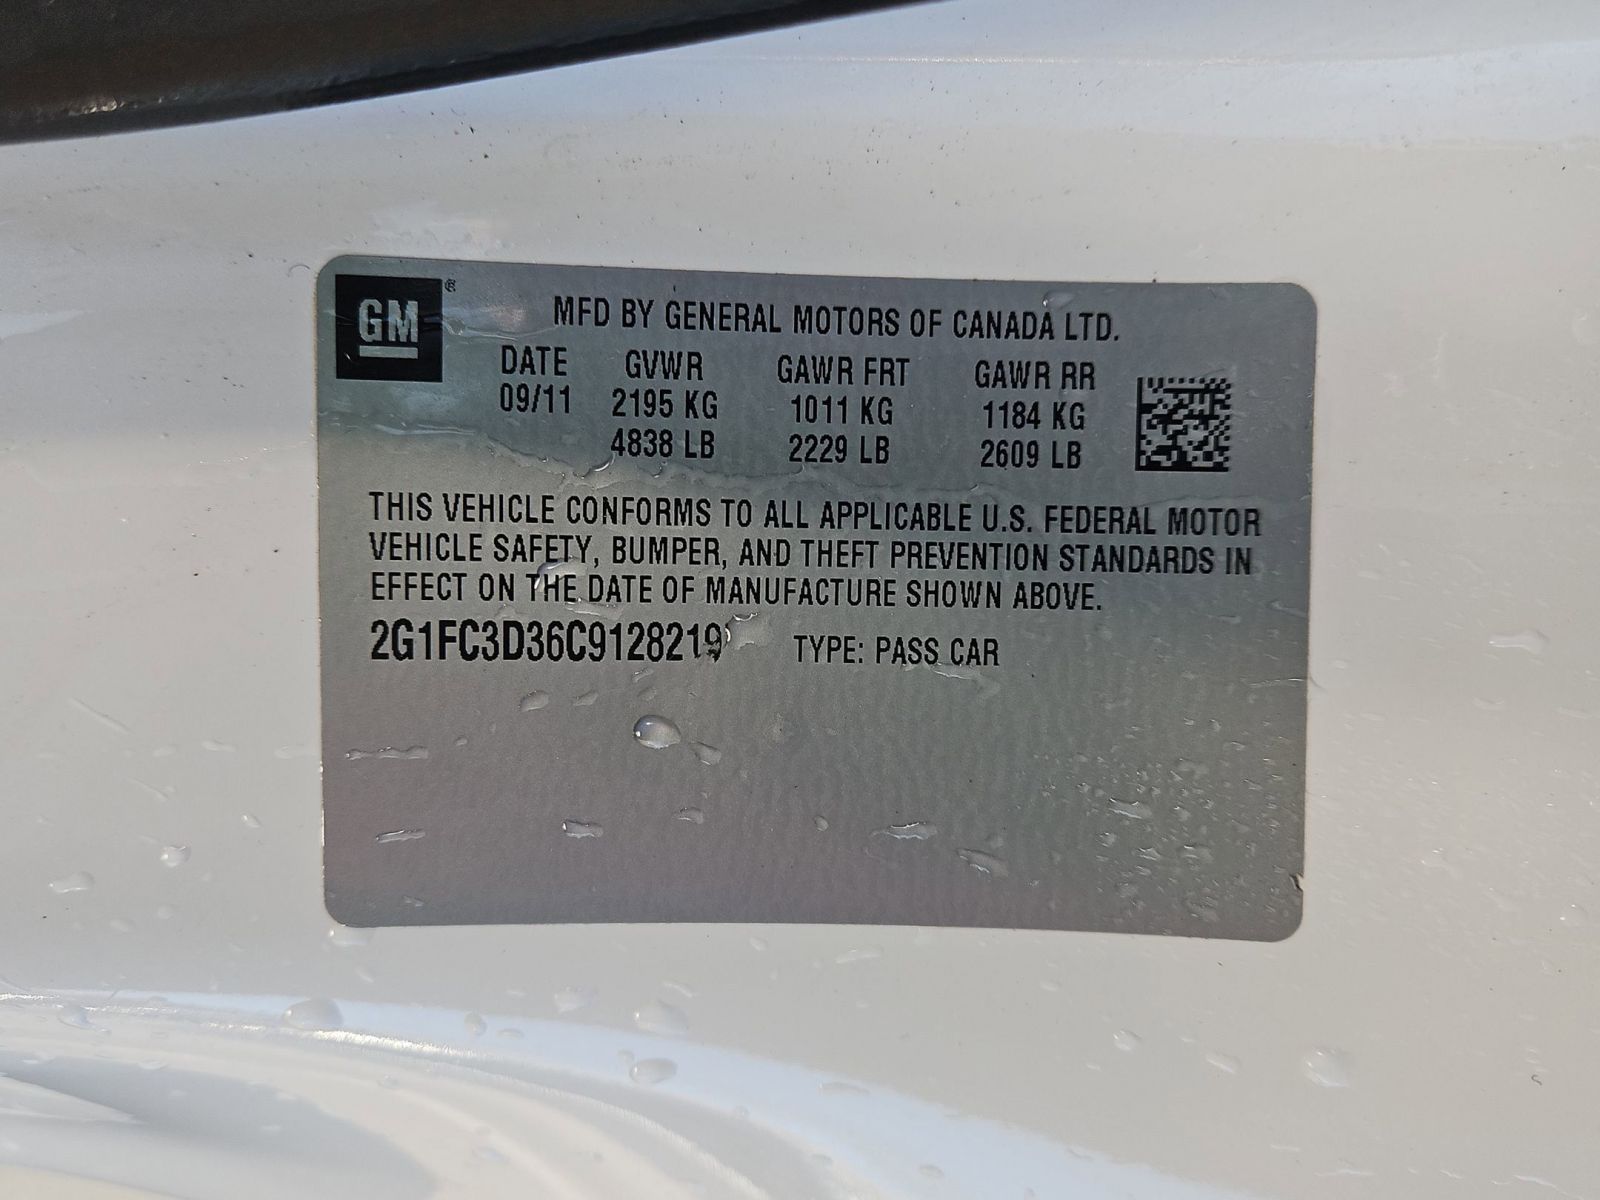 GM ®
MFD BY GENERAL MOTORS OF CANADA LTD.
DATE GVWR GAWR FRT GAWR RR
09/11 2195 KG 1011 KG 1184 KG
4838 LB 2229 LB 2609 LB
THIS VEHICLE CONFORMS TO ALL APPLICABLE U.S. FEDERAL MOTOR
VEHICLE SAFETY, BUMPER, AND THEFT PREVENTION STANDARDS IN
EFFECT ON THE DATE OF MANUFACTURE SHOWN ABOVE.
2G1FC3D36C9128219 TYPE: PASS CAR